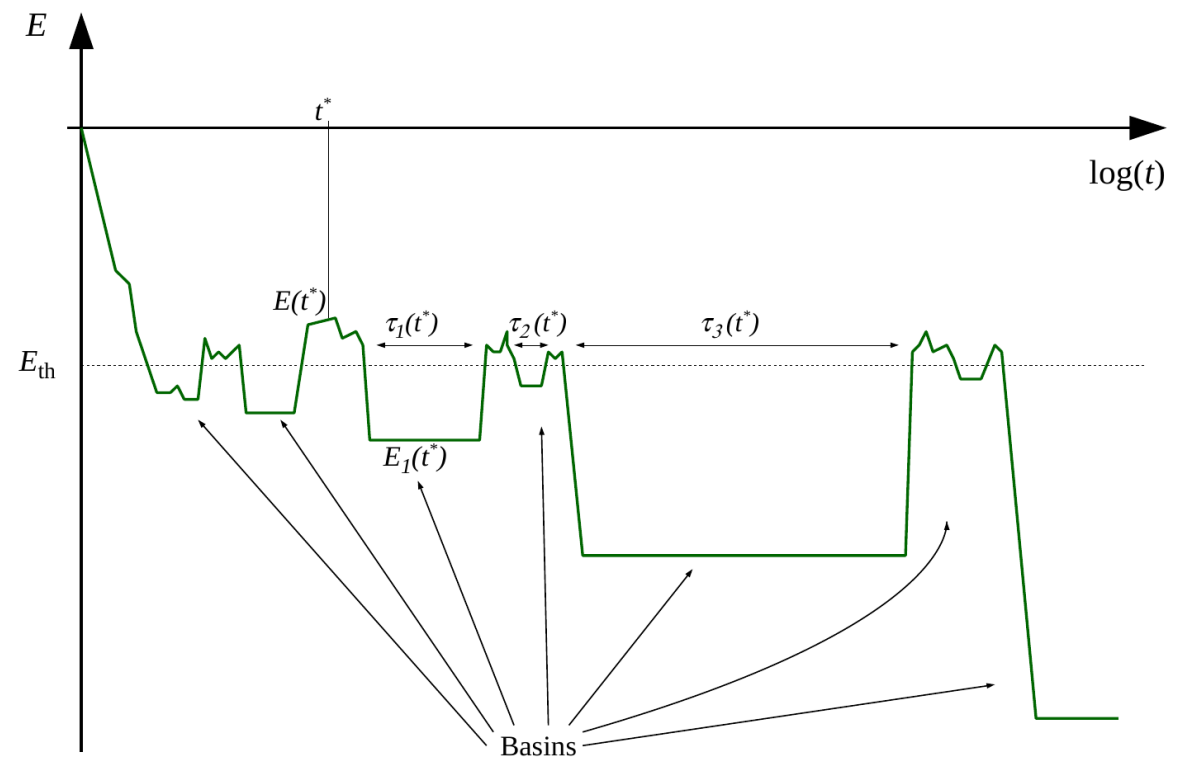 E
t*
log(t)
E(t*)
τ1(t*)
τ2(t*)
τ3(t*)
Eth
E1(t*)
Basins